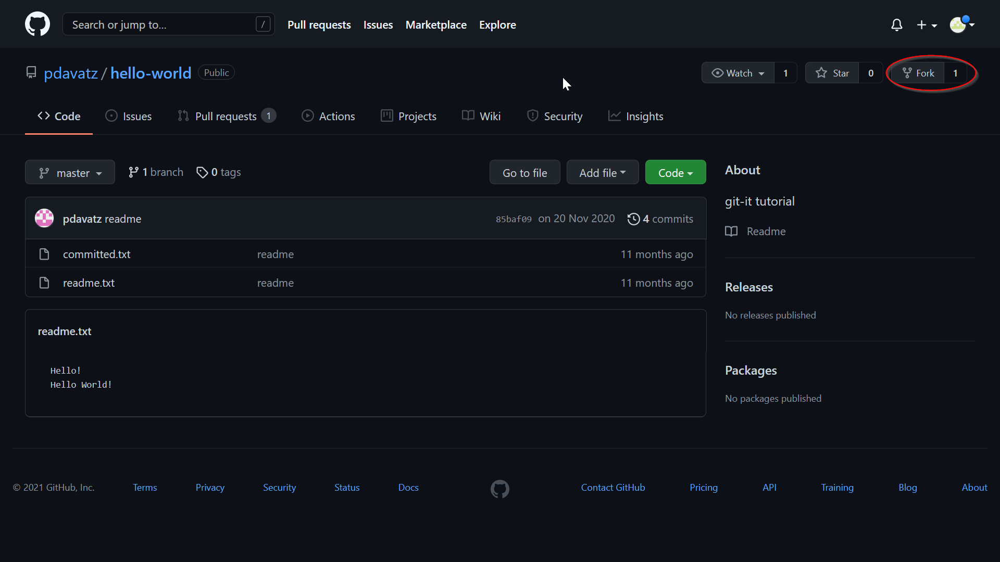 Search or jump to... /
Pull requests Issues Marketplace Explore
pdavatz / hello-world Public
Watch 1 Star 0 Fork 1
Code Issues Pull requests 1 Actions Projects Wiki Security Insights
master 1 branch 0 tags Go to file Add file Code
pdavatz readme 85baf09 on 20 Nov 2020 4 commits
committed.txt readme 11 months ago
readme.txt readme 11 months ago
readme.txt
Hello!
Hello World!
About
git-it tutorial
Readme
Releases
No releases published
Packages
No packages published
© 2021 GitHub, Inc. Terms Privacy Security Status Docs Contact GitHub Pricing API Training Blog About